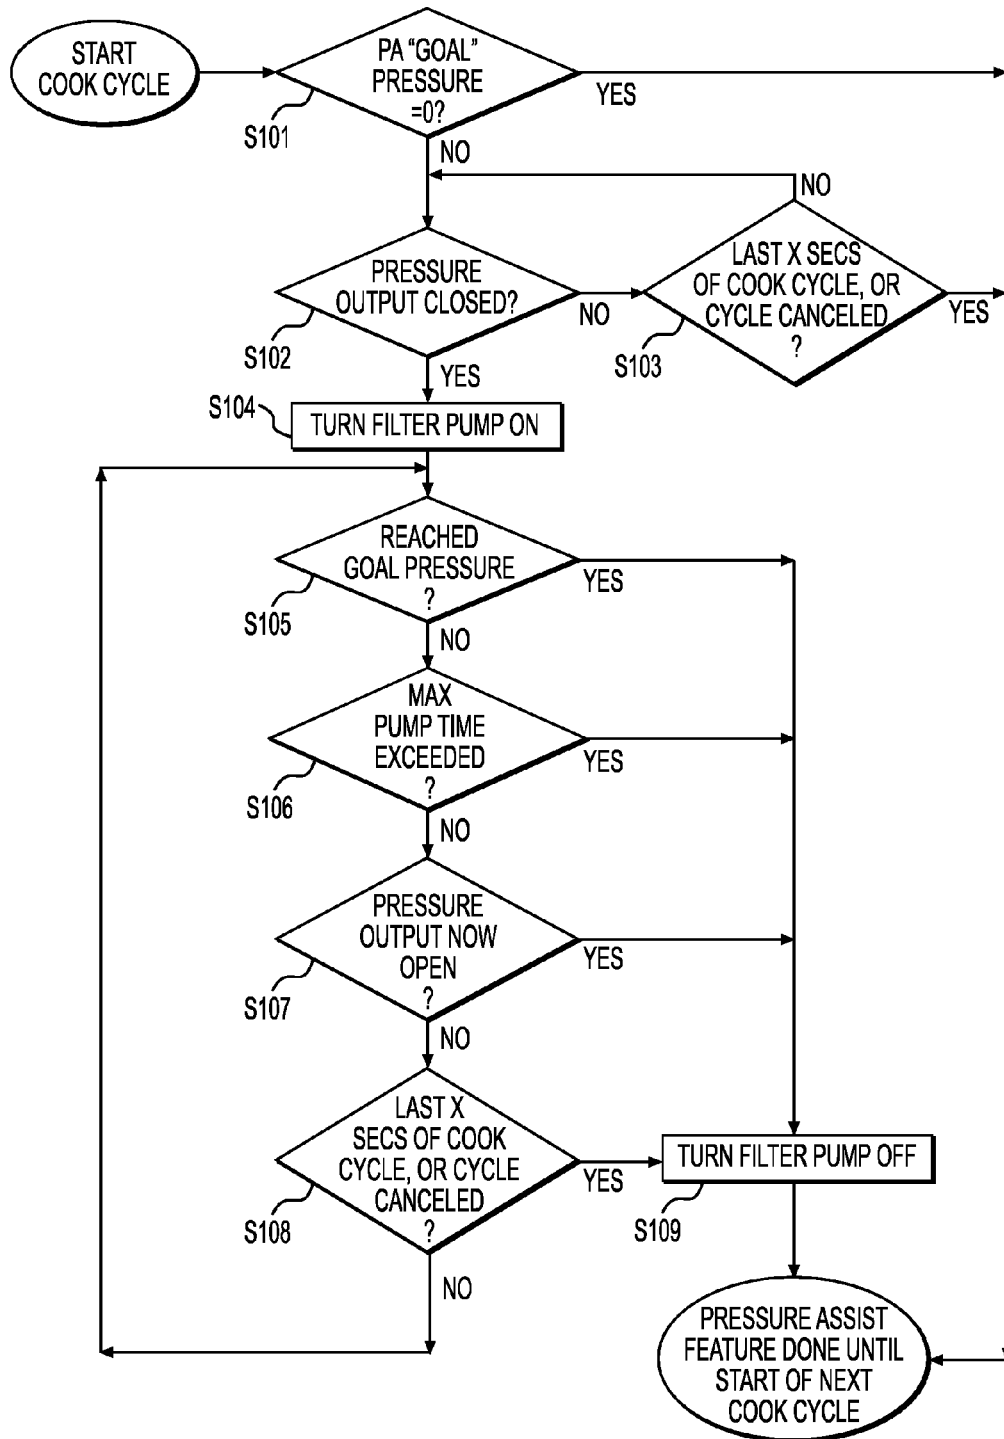 START
COOK CYCLE
PA "GOAL"
PRESSURE
=0?
YES
S101
NO
NO
PRESSURE
OUTPUT CLOSED?
NO
S102
LAST X SECS
OF COOK CYCLE, OR
CYCLE CANCELED
?
YES
S103
YES
S104
TURN FILTER PUMP ON
REACHED
GOAL PRESSURE
?
YES
S105
NO
MAX
PUMP TIME
EXCEEDED
?
YES
S106
NO
PRESSURE
OUTPUT NOW
OPEN
?
YES
S107
NO
LAST X
SECS OF COOK
CYCLE, OR CYCLE
CANCELED
?
YES
S108
NO
TURN FILTER PUMP OFF
S109
PRESSURE ASSIST
FEATURE DONE UNTIL
START OF NEXT
COOK CYCLE